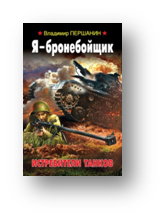 Владимир ПЕРШАНИН
Я-бронебойщик
ИСТРЕБИТЕЛИ ТАНКОВ